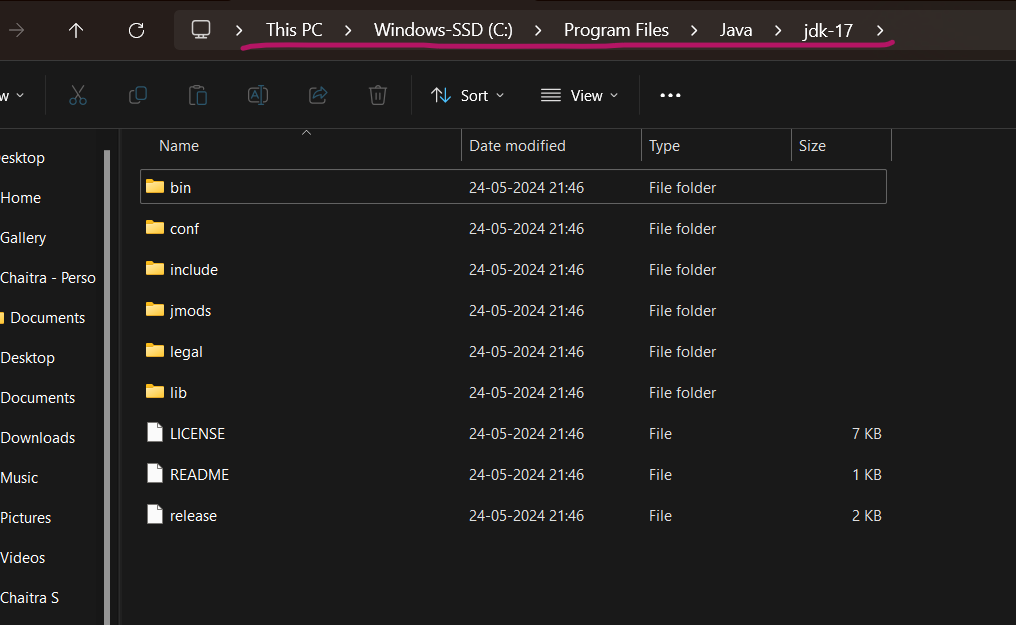 This PC > Windows-SSD (C:) > Program Files > Java > jdk-17 >
w Sort View ...
Name Date modified Type Size
esktop
bin 24-05-2024 21:46 File folder
Home
conf 24-05-2024 21:46 File folder
Gallery
include 24-05-2024 21:46 File folder
Chaitra - Perso
jmods 24-05-2024 21:46 File folder
Documents
legal 24-05-2024 21:46 File folder
Desktop
lib 24-05-2024 21:46 File folder
Documents
LICENSE 24-05-2024 21:46 File 7 KB
Downloads
README 24-05-2024 21:46 File 1 KB
Music
release 24-05-2024 21:46 File 2 KB
Pictures
Videos
Chaitra S